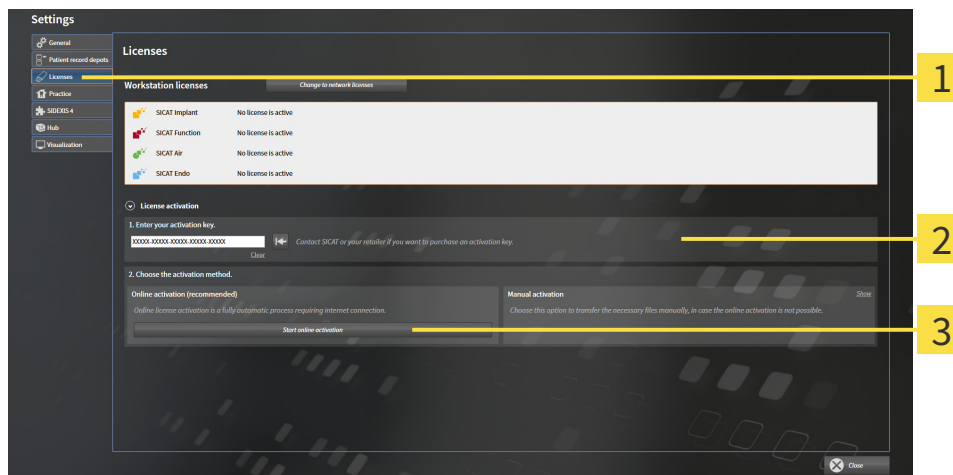 Settings
General
Patient record depots
Licenses
Practice
SIDEXIS 4
Hub
Visualization
Licenses
Workstation licenses
Change to network licenses
SICAT Implant No license is active
SICAT Function No license is active
SICAT Air No license is active
SICAT Endo No license is active
License activation
1. Enter your activation key.
XXXXX-XXXXX-XXXXX-XXXXX-XXXXX
Contact SICAT or your retailer if you want to purchase an activation key.
Clear
2. Choose the activation method.
Online activation (recommended)
Online license activation is a fully automatic process requiring internet connection.
Start online activation
Manual activation
Show
Choose this option to transfer the necessary files manually, in case the online activation is not possible.
Close
1
2
3